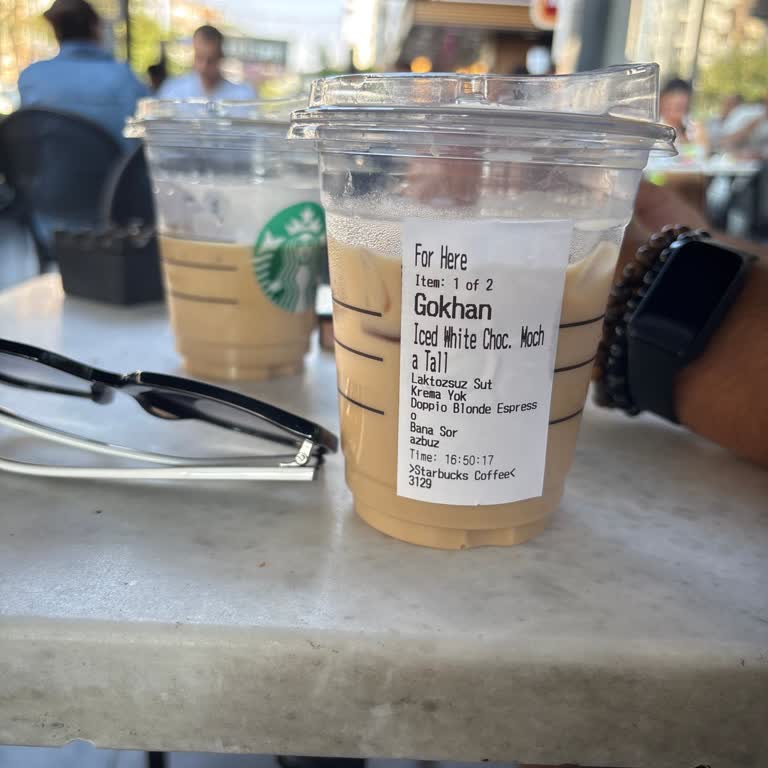 For Here
Item: 1 of 2
Gokhan
Iced White Choc. Moch
a Tall
Laktozsuz Sut
Krema Yok
Doppio Blonde Espress
o
Bana Sor
azbuz
Time: 16:50:17
>Starbucks Coffee<
3129